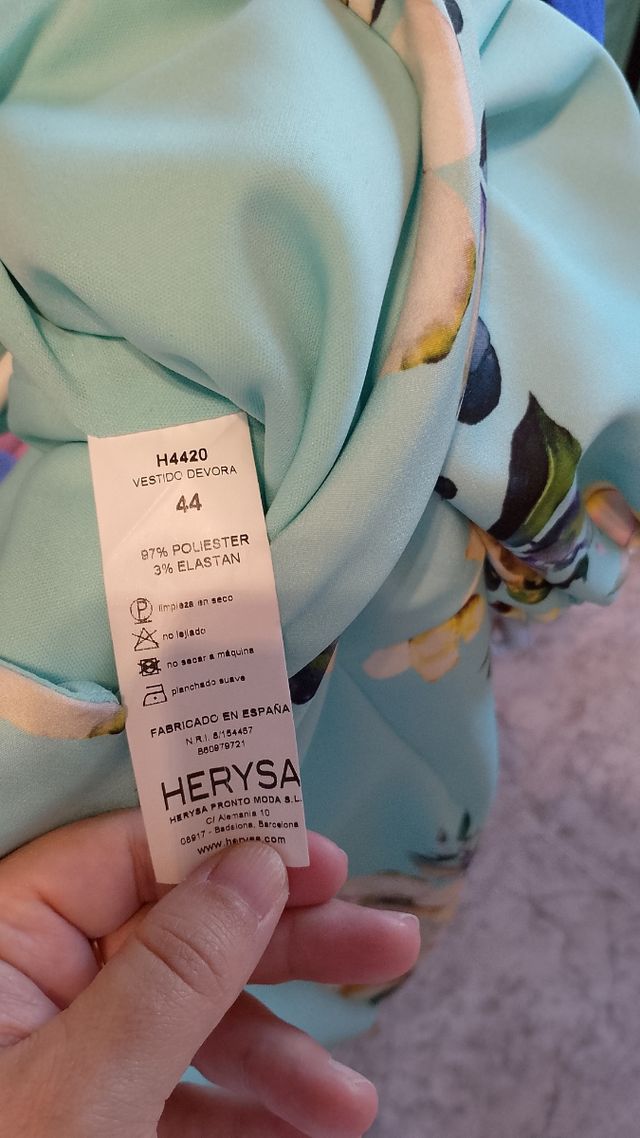 H4420
VESTIDO DEVORA
44
97% POLIESTER
3% ELASTAN
P limpieza en seco
no lejiado
no secar a máquina
planchado suave
FABRICADO EN ESPAÑA
N.R.I. 8/154467
B60979721
HERYSA
HERYSA PRONTO MODA S.L.
C/ Alemania 10
08917 - Badalona, Barcelona
www.herysa.com